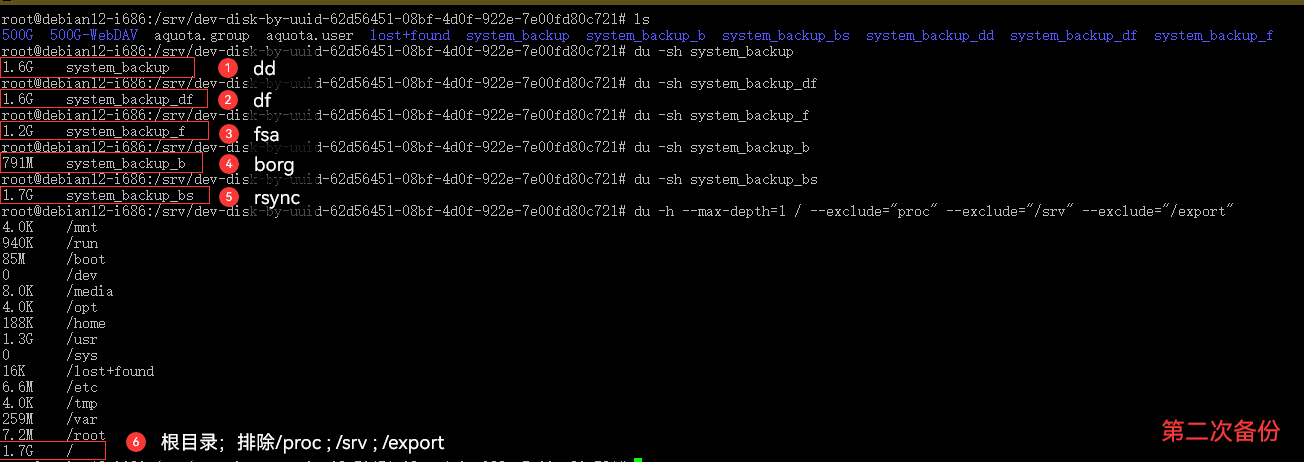 root@debian12-i686:/srv/dev-disk-by-uuid-62d56451-08bf-4d0f-922e-7e00fd80c721# ls
500G 500G-WebDAV aquota.group aquota.user lost+found system_backup system_backup_b system_backup_bs system_backup_dd system_backup_df system_backup_f
root@debian12-i686:/srv/dev-disk-by-uuid-62d56451-08bf-4d0f-922e-7e00fd80c721# du -sh system_backup
1.6G system_backup 1 dd
root@debian12-i686:/srv/dev-disk-by-uuid-62d56451-08bf-4d0f-922e-7e00fd80c721# du -sh system_backup_df
1.6G system_backup_df 2 df
root@debian12-i686:/srv/dev-disk-by-uuid-62d56451-08bf-4d0f-922e-7e00fd80c721# du -sh system_backup_f
1.2G system_backup_f 3 fsa
root@debian12-i686:/srv/dev-disk-by-uuid-62d56451-08bf-4d0f-922e-7e00fd80c721# du -sh system_backup_b
791M system_backup_b 4 borg
root@debian12-i686:/srv/dev-disk-by-uuid-62d56451-08bf-4d0f-922e-7e00fd80c721# du -sh system_backup_bs
1.7G system_backup_bs 5 rsync
root@debian12-i686:/srv/dev-disk-by-uuid-62d56451-08bf-4d0f-922e-7e00fd80c721# du -h --max-depth=1 / --exclude="proc" --exclude="/srv" --exclude="/export"
4.0K /mnt
940K /run
85M /boot
0 /dev
8.0K /media
4.0K /opt
188K /home
1.3G /usr
0 /sys
16K /lost+found
6.6M /etc
4.0K /tmp
259M /var
7.2M /root
1.7G / 6 根目录；排除/proc ; /srv ; /export
第二次备份